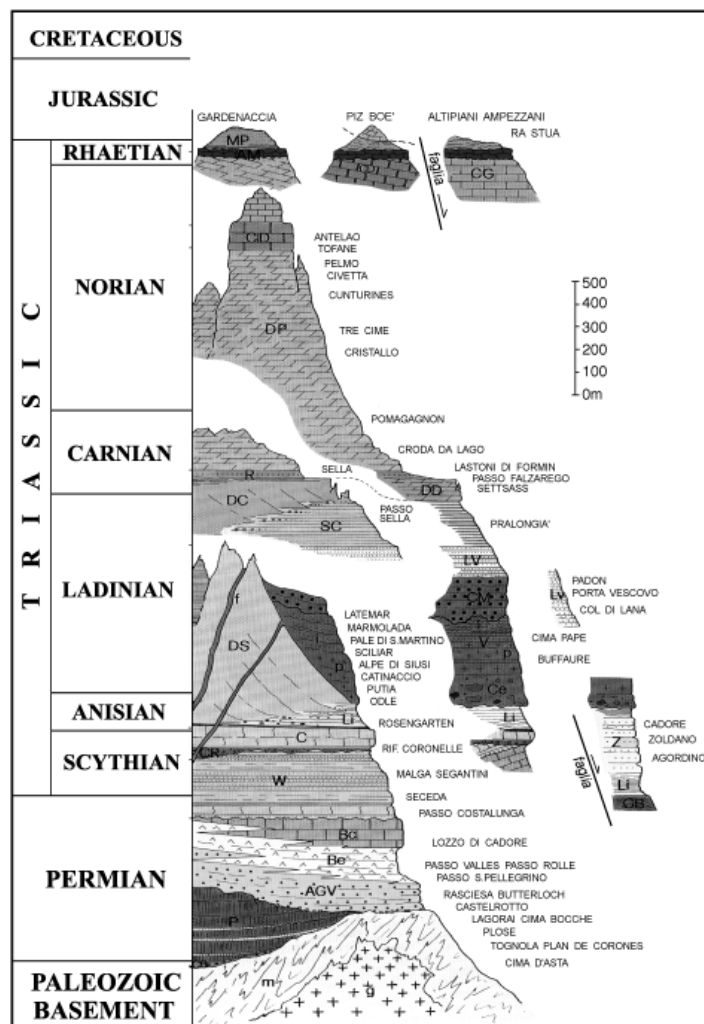 CRETACEOUS
JURASSIC
TRIASSIC
RHAETIAN
NORIAN
CARNIAN
LADINIAN
ANISIAN
SCYTHIAN
PERMIAN
PALEOZOIC
BASEMENT
GARDENACCIA
PIZ BOE'
ALTIPIANI AMPEZZANI
RA STUA
MP
faglia
CG
CD
ANTELAO
TOFANE
PELMO
CIVETTA
CUNTURINES
DP
TRE CIME
CRISTALLO
500
400
300
200
100
0m
POMAGAGNON
CRODA DA LAGO
SELLA
LASTONI DI FORMIN
PASSO FALZAREGO
SETTSASS
R
DC
DD
PASSO
SELLA
SC
PRALONGIA'
LV
f
CM
Lv
PADON
PORTA VESCOVO
COL DI LANA
LATEMAR
MARMOLADA
PALE DI S.MARTINO
SCILIAR
ALPE DI SIUSI
CATINACCIO
PUTIA
ODLE
DS
p
V
p
CIMA PAPE
BUFFAURE
Ce
Li
Li
C
ROSENGARTEN
CR
RIF. CORONELLE
CADORE
ZOLDANO
AGORDINO
Z
faglia
Li
W
MALGA SEGANTINI
SECEDA
PASSO COSTALUNGA
LOZZO DI CADORE
Be
PASSO VALLES PASSO ROLLE
PASSO S.PELLEGRINO
AGV
RASCIESA BUTTERLOCH
CASTELROTTO
LAGORAI CIMA BOCCHE
P
PLOSE
TOGNOLA PLAN DE CORONES
CIMA D'ASTA
m
g